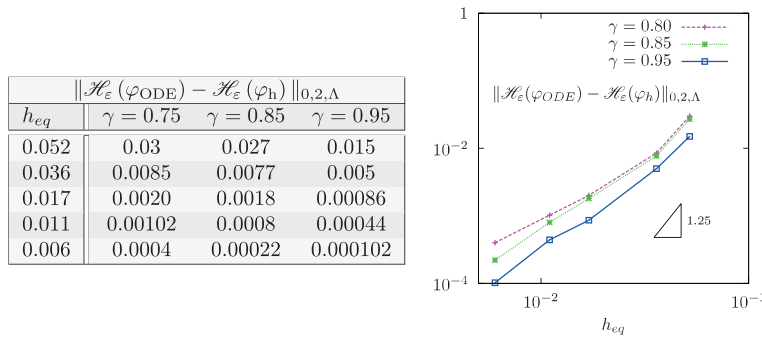 ‖ℋε (φODE) − ℋε (φh) ‖0,2,Λ
heq γ = 0.75 γ = 0.85 γ = 0.95
0.052 0.03 0.027 0.015
0.036 0.0085 0.0077 0.005
0.017 0.0020 0.0018 0.00086
0.011 0.00102 0.0008 0.00044
0.006 0.0004 0.00022 0.000102
1
γ = 0.80
γ = 0.85
γ = 0.95
‖ℋε(φODE) − ℋε(φh)‖0,2,Λ
10−2
1.25
10−4
10−2 10−1
heq